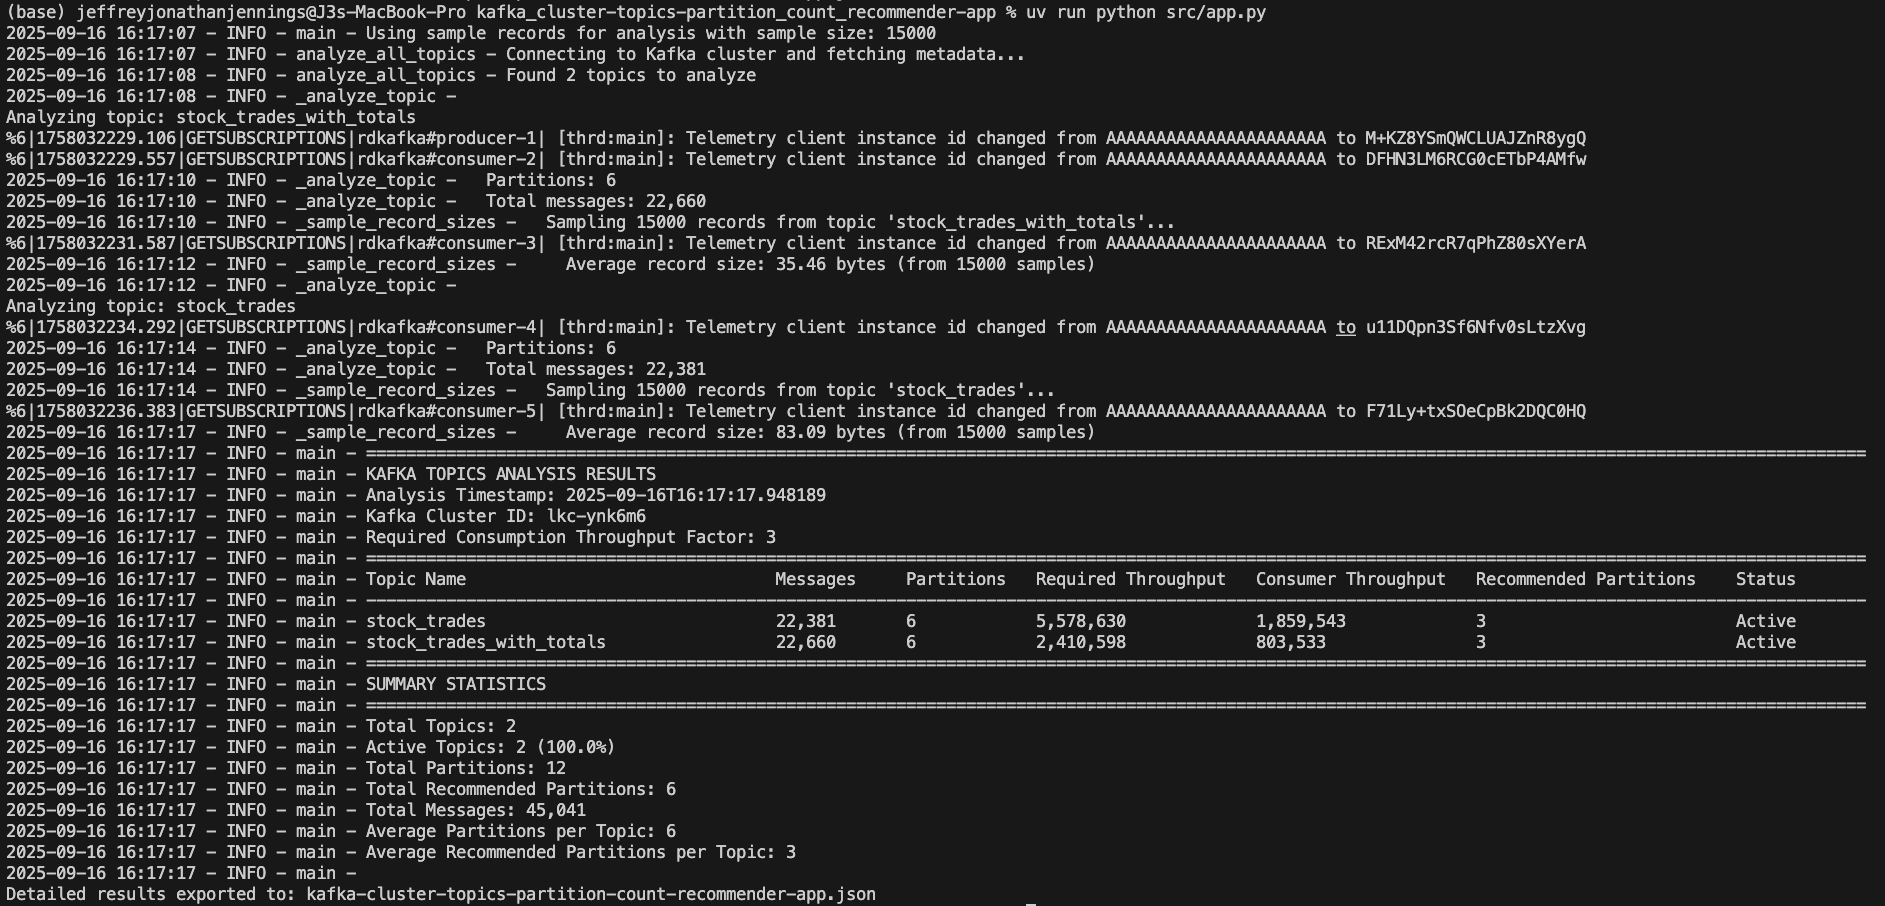 (base) jeffreyjonathanjennings@J3s-MacBook-Pro kafka_cluster-topics-partition_count_recommender-app % uv run python src/app.py
2025-09-16 16:17:07 - INFO - main - Using sample records for analysis with sample size: 15000
2025-09-16 16:17:07 - INFO - analyze_all_topics - Connecting to Kafka cluster and fetching metadata...
2025-09-16 16:17:08 - INFO - analyze_all_topics - Found 2 topics to analyze
2025-09-16 16:17:08 - INFO - _analyze_topic -
Analyzing topic: stock_trades_with_totals
%6|1758032229.106|GETSUBSCRIPTIONS|rdkafka#producer-1| [thrd:main]: Telemetry client instance id changed from AAAAAAAAAAAAAAAAAAAAAA to M+KZ8YSmQWCLUAJZnR8ygQ
%6|1758032229.557|GETSUBSCRIPTIONS|rdkafka#consumer-2| [thrd:main]: Telemetry client instance id changed from AAAAAAAAAAAAAAAAAAAAAA to DFHN3LM6RCG0cETbP4AMfw
2025-09-16 16:17:10 - INFO - _analyze_topic -   Partitions: 6
2025-09-16 16:17:10 - INFO - _analyze_topic -   Total messages: 22,660
2025-09-16 16:17:10 - INFO - _sample_record_sizes -   Sampling 15000 records from topic 'stock_trades_with_totals'...
%6|1758032231.587|GETSUBSCRIPTIONS|rdkafka#consumer-3| [thrd:main]: Telemetry client instance id changed from AAAAAAAAAAAAAAAAAAAAAA to RExM42rcR7qPhZ80sXYerA
2025-09-16 16:17:12 - INFO - _sample_record_sizes -     Average record size: 35.46 bytes (from 15000 samples)
2025-09-16 16:17:12 - INFO - _analyze_topic -
Analyzing topic: stock_trades
%6|1758032234.292|GETSUBSCRIPTIONS|rdkafka#consumer-4| [thrd:main]: Telemetry client instance id changed from AAAAAAAAAAAAAAAAAAAAAA to u11DQpn3Sf6Nfv0sLtzXvg
2025-09-16 16:17:14 - INFO - _analyze_topic -   Partitions: 6
2025-09-16 16:17:14 - INFO - _analyze_topic -   Total messages: 22,381
2025-09-16 16:17:14 - INFO - _sample_record_sizes -   Sampling 15000 records from topic 'stock_trades'...
%6|1758032236.383|GETSUBSCRIPTIONS|rdkafka#consumer-5| [thrd:main]: Telemetry client instance id changed from AAAAAAAAAAAAAAAAAAAAAA to F71Ly+txSOeCpBk2DQC0HQ
2025-09-16 16:17:17 - INFO - _sample_record_sizes -     Average record size: 83.09 bytes (from 15000 samples)
2025-09-16 16:17:17 - INFO - main - ======================================================================================================================================================
2025-09-16 16:17:17 - INFO - main - KAFKA TOPICS ANALYSIS RESULTS
2025-09-16 16:17:17 - INFO - main - Analysis Timestamp: 2025-09-16T16:17:17.948189
2025-09-16 16:17:17 - INFO - main - Kafka Cluster ID: lkc-ynk6m6
2025-09-16 16:17:17 - INFO - main - Required Consumption Throughput Factor: 3
2025-09-16 16:17:17 - INFO - main - ======================================================================================================================================================
2025-09-16 16:17:17 - INFO - main - Topic Name                               Messages     Partitions   Required Throughput   Consumer Throughput   Recommended Partitions    Status
2025-09-16 16:17:17 - INFO - main - ------------------------------------------------------------------------------------------------------------------------------------------------------
2025-09-16 16:17:17 - INFO - main - stock_trades                             22,381       6            5,578,630             1,859,543             3                         Active
2025-09-16 16:17:17 - INFO - main - stock_trades_with_totals                 22,660       6            2,410,598             803,533               3                         Active
2025-09-16 16:17:17 - INFO - main - ======================================================================================================================================================
2025-09-16 16:17:17 - INFO - main - SUMMARY STATISTICS
2025-09-16 16:17:17 - INFO - main - ======================================================================================================================================================
2025-09-16 16:17:17 - INFO - main - Total Topics: 2
2025-09-16 16:17:17 - INFO - main - Active Topics: 2 (100.0%)
2025-09-16 16:17:17 - INFO - main - Total Partitions: 12
2025-09-16 16:17:17 - INFO - main - Total Recommended Partitions: 6
2025-09-16 16:17:17 - INFO - main - Total Messages: 45,041
2025-09-16 16:17:17 - INFO - main - Average Partitions per Topic: 6
2025-09-16 16:17:17 - INFO - main - Average Recommended Partitions per Topic: 3
2025-09-16 16:17:17 - INFO - main -
Detailed results exported to: kafka-cluster-topics-partition-count-recommender-app.json